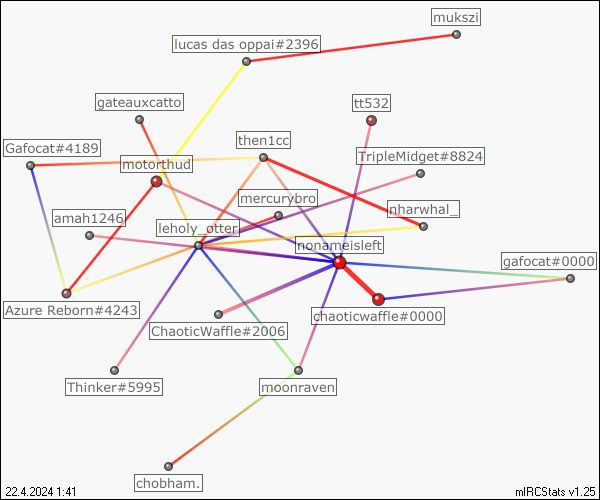 mukszi
lucas das oppai#2396
gateauxcatto
tt532
then1cc
Gafocat#4189
TripleMidget#8824
motorthud
mercurybro
nharwhal_
amah1246
leholy_otter
nonameisleft
gafocat#0000
Azure Reborn#4243
chaoticwaffle#0000
ChaoticWaffle#2006
Thinker#5995
moonraven
chobham.
22.4.2024 1:41
mIRCStats v1.25